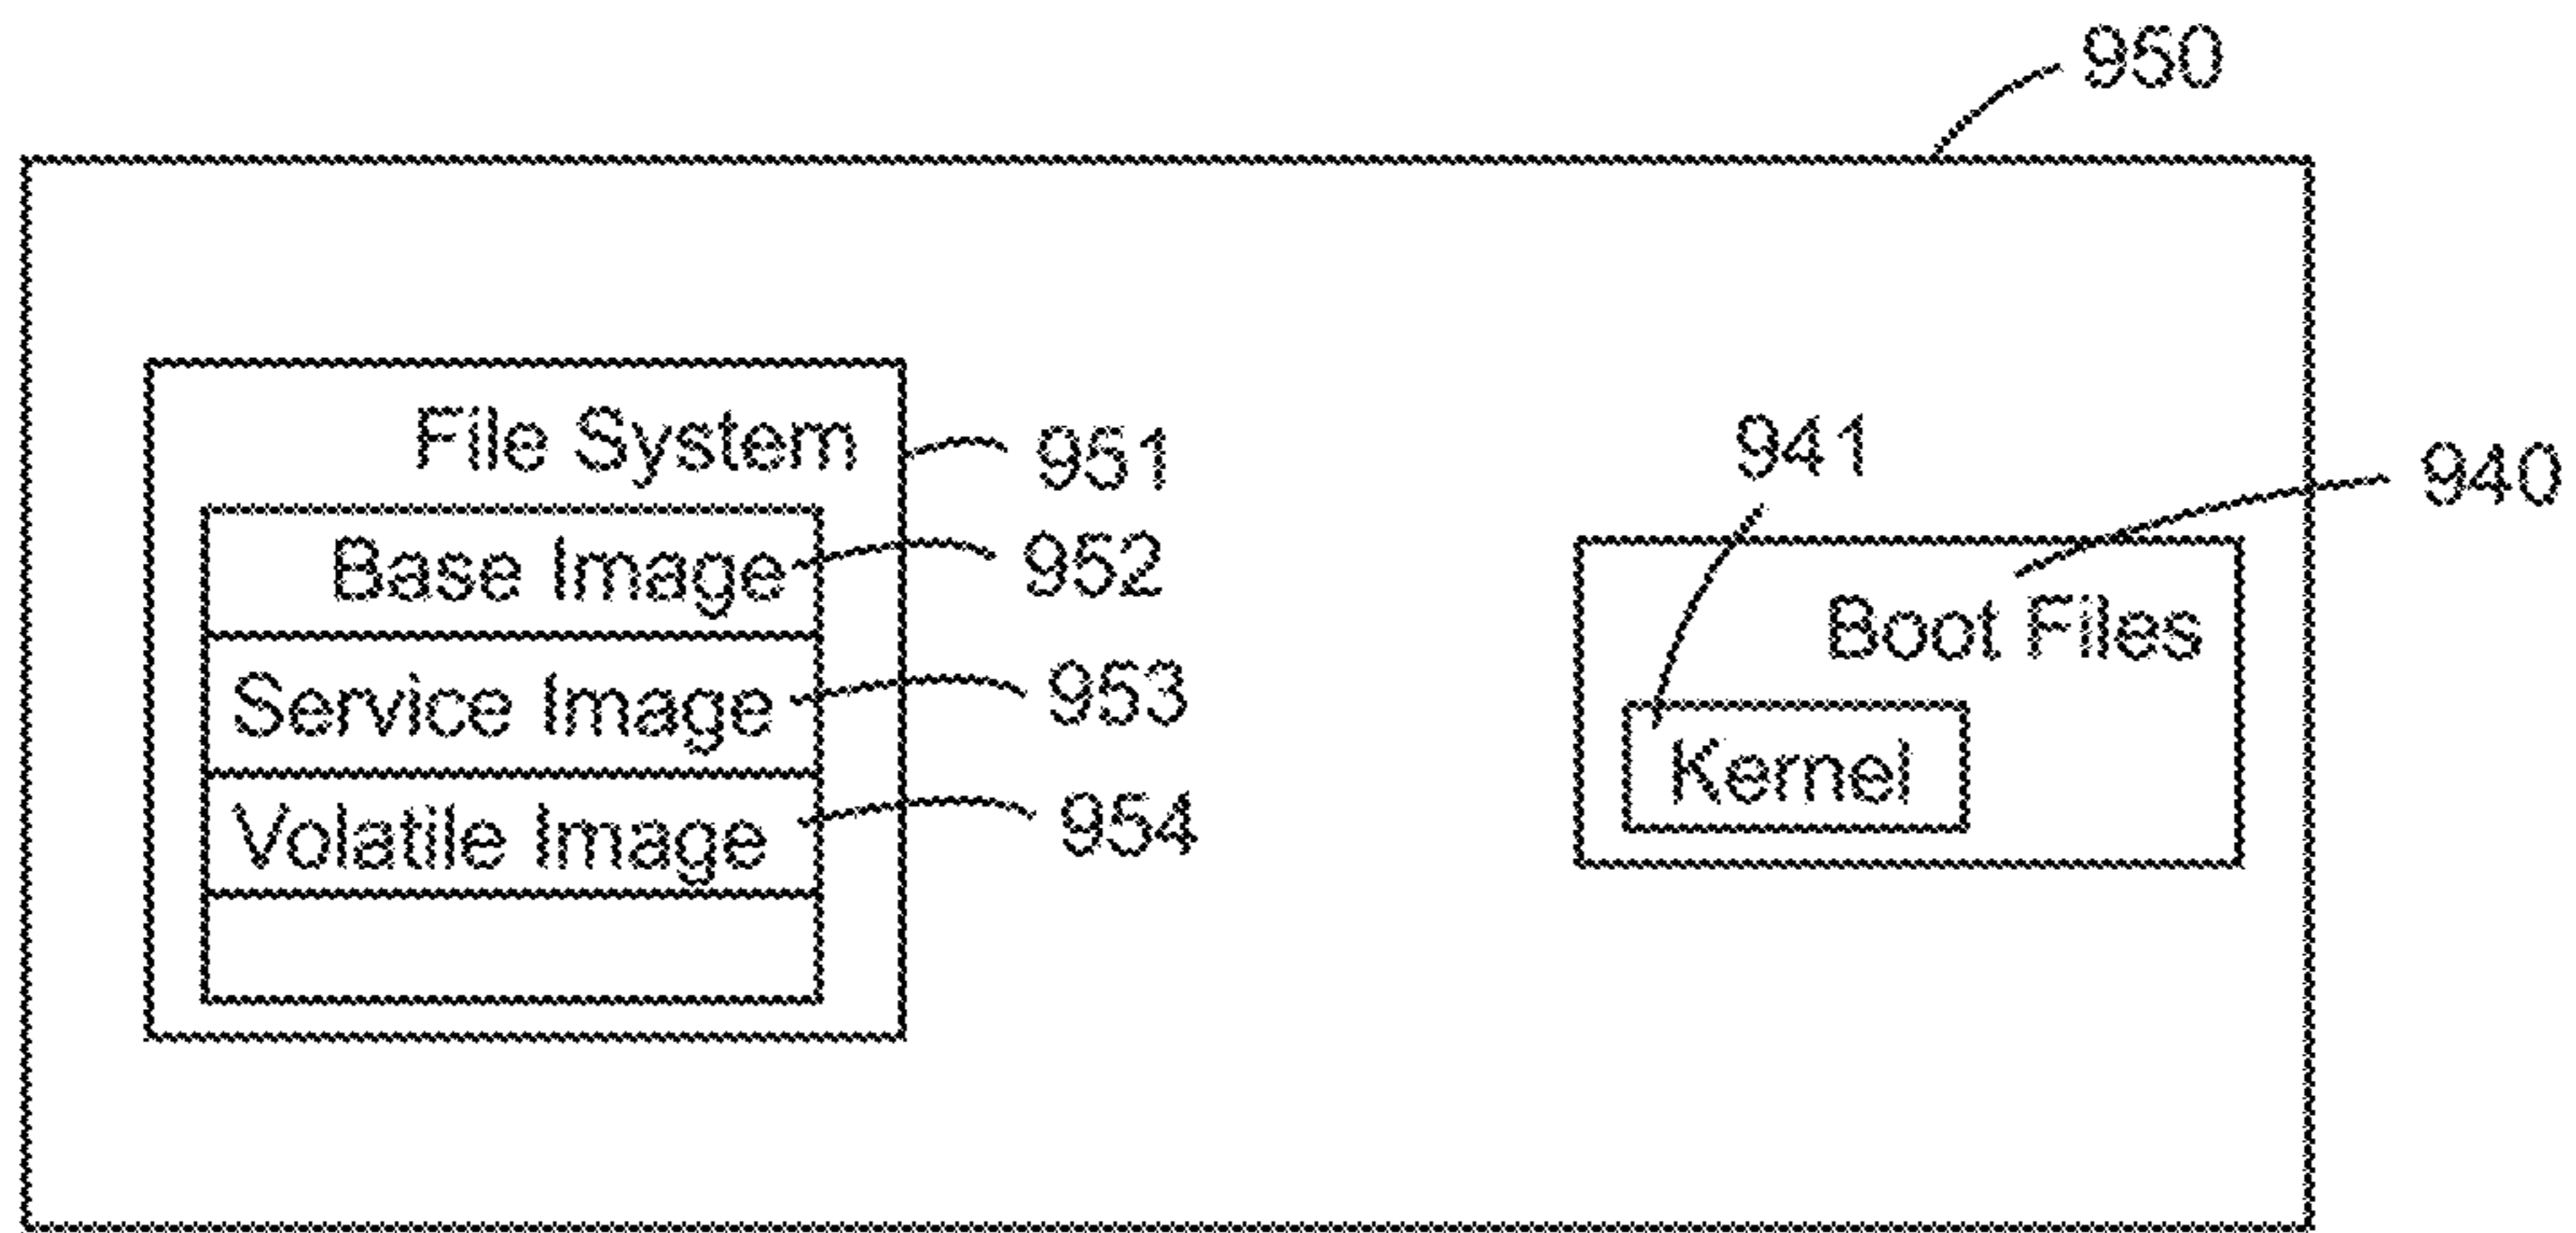 950
File System
951
Base Image
952
Service Image
953
Volatile Image
954
941
940
Boot Files
Kernel